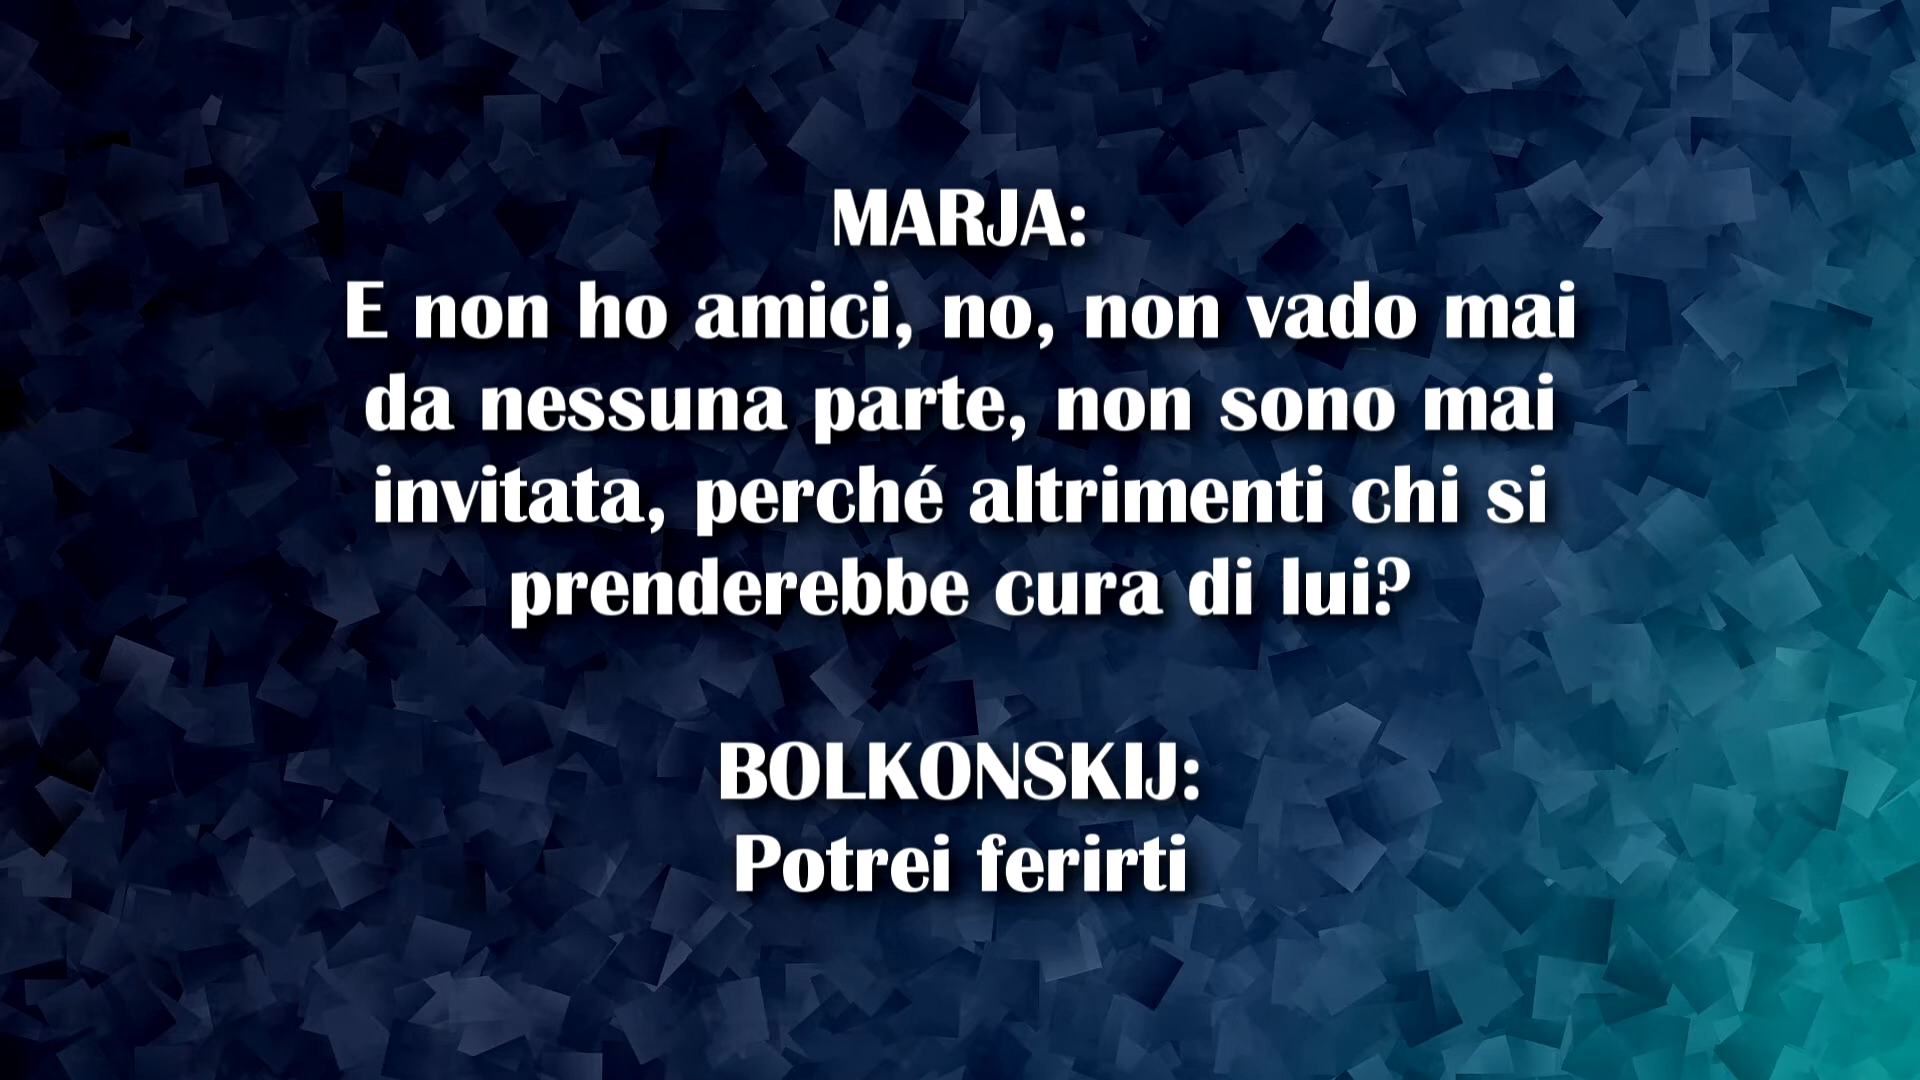 MARJA:
E non ho amici, no, non vado mai
da nessuna parte, non sono mai
invitata, perché altrimenti chi si
prenderebbe cura di lui?
BOLKONSKIJ:
Potrei ferirti